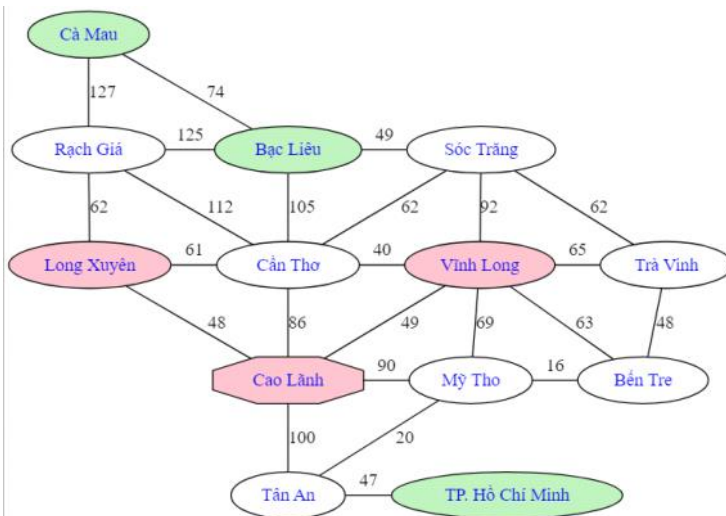 Cà Mau
127
74
Rạch Giá
125
Bạc Liêu
49
Sóc Trăng
62
112
105
62
92
62
Long Xuyên
61
Cần Thơ
40
Vĩnh Long
65
Trà Vinh
48
86
49
69
63
48
Cao Lãnh
90
Mỹ Tho
16
Bến Tre
100
20
Tân An
47
TP. Hồ Chí Minh